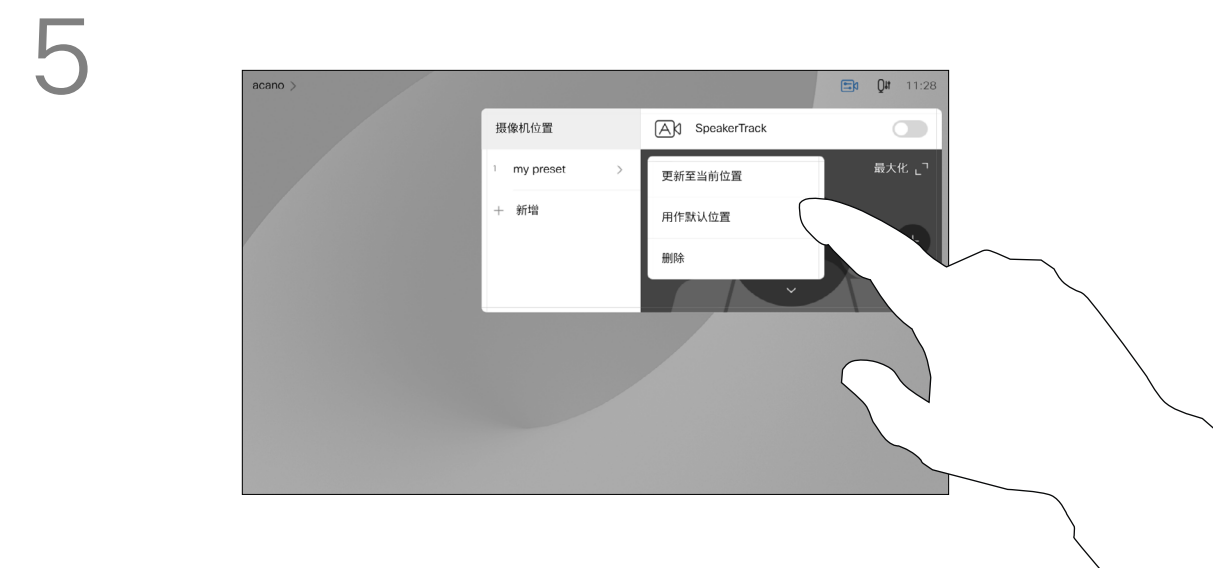 5
acano >
11:28
摄像机位置
SpeakerTrack
1 my preset >
更新至当前位置
最大化
+ 新增
用作默认位置
删除